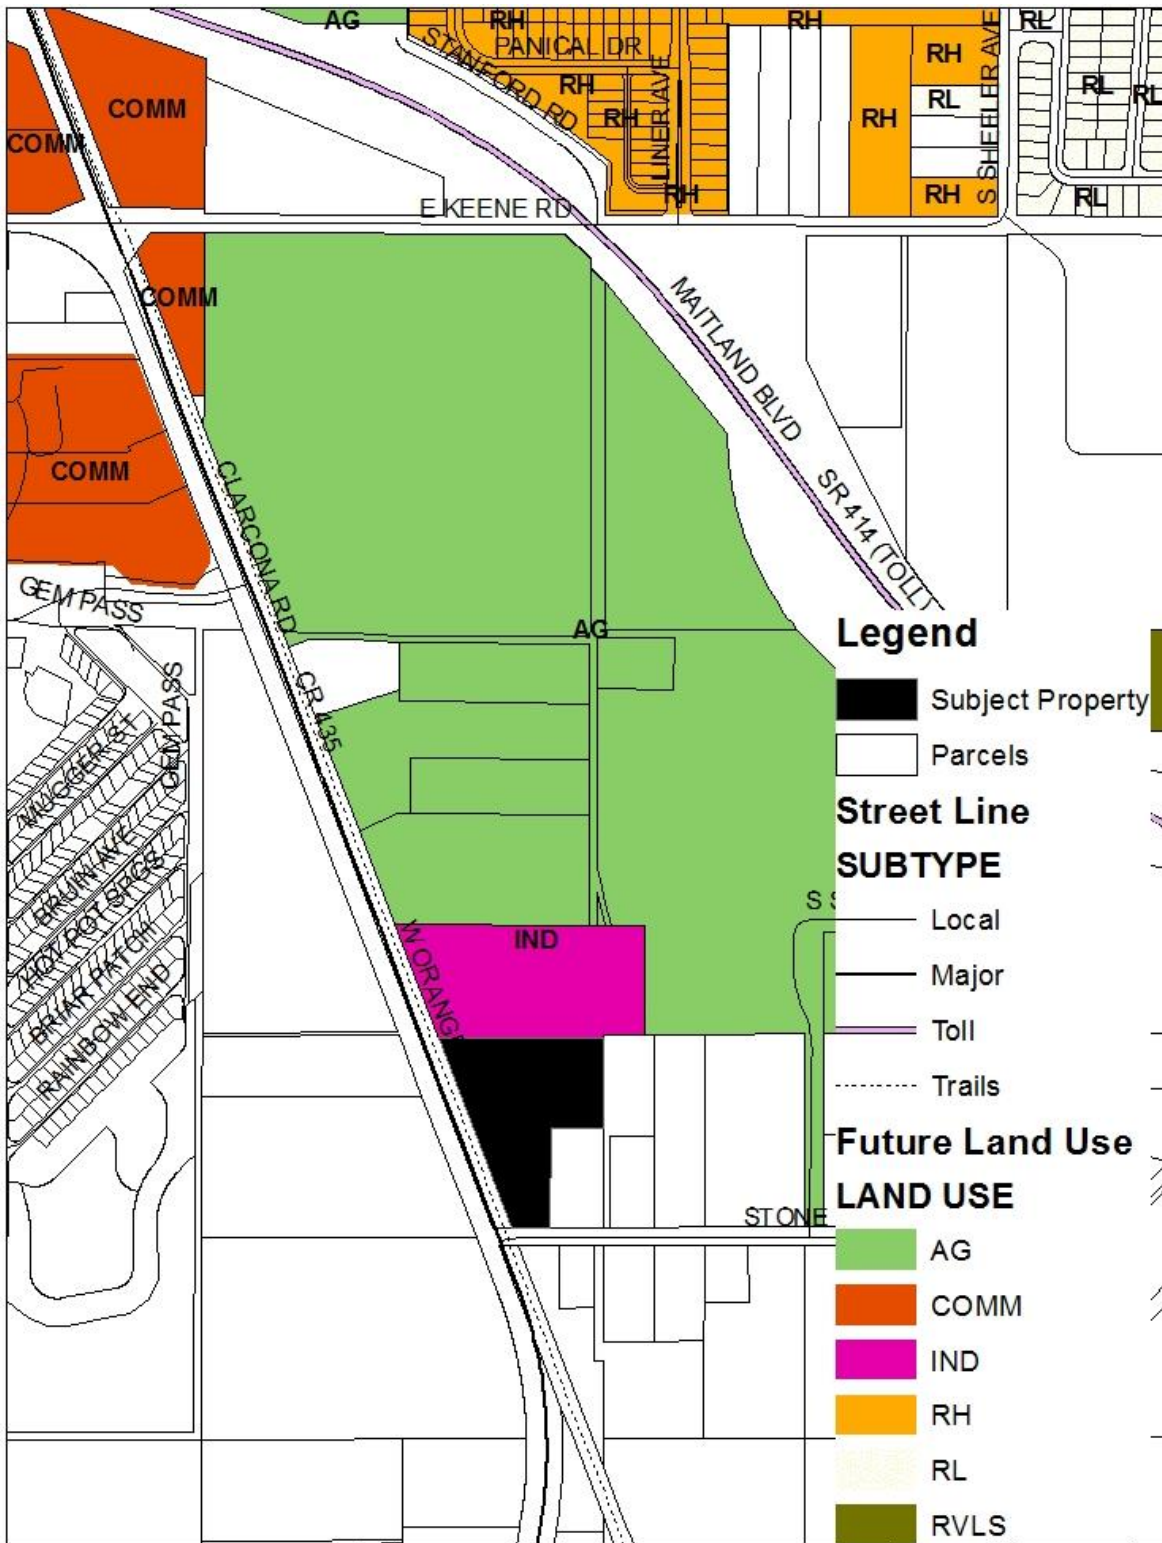 AG
RH
RH
RL
PANICAL DR
STANFORD RD
S SHEELER AVE
RH
RH
LINER AVE
RH
RL
RL
RL
COMM
RH
RH
COMM
RH
RH
RL
E KEENE RD
COMM
MAITLAND BLVD
COMM
SR 414 (TOLL)
CLARCONA RD
GEM PASS
AG
GEM PASS
CR 435
MUGGER ST
BRUIN AVE
HOT POT SPGS
BRIAR PATCH
RAINBOW END
IND
W ORANGE
STONE
S S
Legend
Subject Property
Parcels
Street Line
SUBTYPE
Local
Major
Toll
Trails
Future Land Use
LAND USE
AG
COMM
IND
RH
RL
RVLS